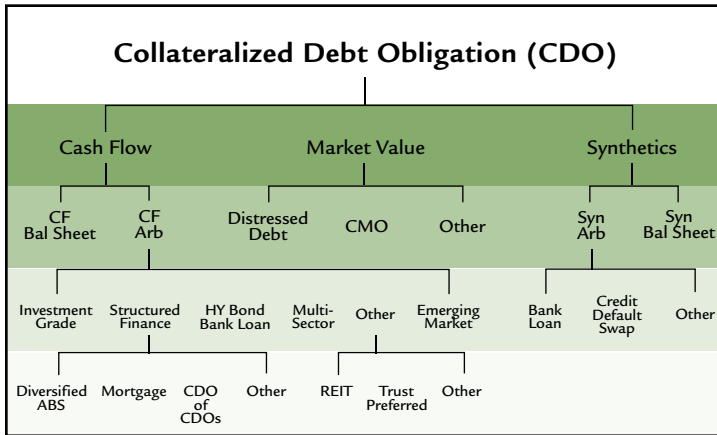 Collateralized Debt Obligation (CDO)
Cash Flow
Market Value
Synthetics
CF
Bal Sheet
CF
Arb
Distressed
Debt
CMO
Other
Syn
Arb
Syn
Bal Sheet
Investment
Grade
Structured
Finance
HY Bond
Bank Loan
Multi-
Sector
Other
Emerging
Market
Bank
Loan
Credit
Default
Swap
Other
Diversified
ABS
Mortgage
CDO
of
CDOs
Other
REIT
Trust
Preferred
Other